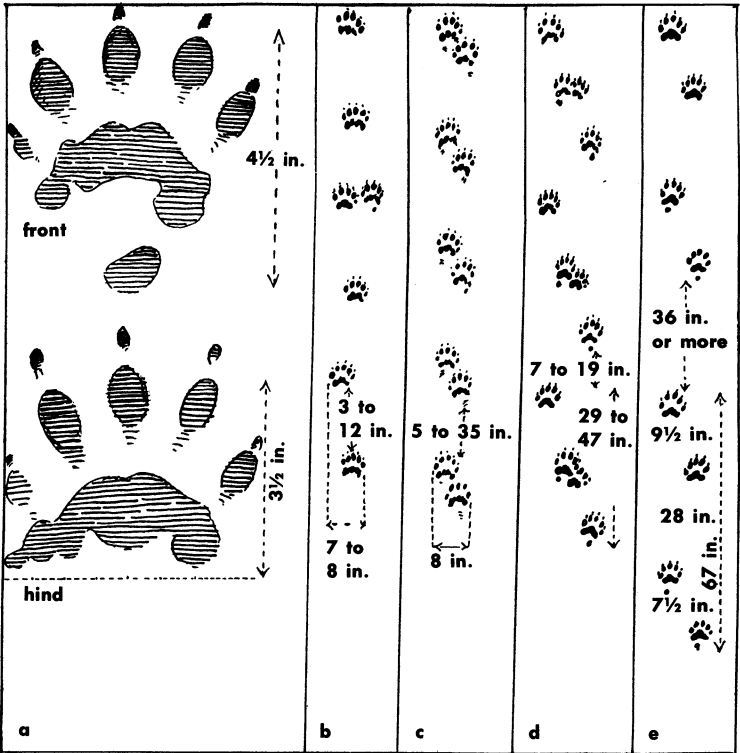 4½ in.
front
3½ in.
hind
a
3 to
12 in.
7 to
8 in.
b
5 to 35 in.
8 in.
c
7 to 19 in.
29 to
47 in.
d
36 in.
or more
9½ in.
28 in.
67 in.
7½ in.
e